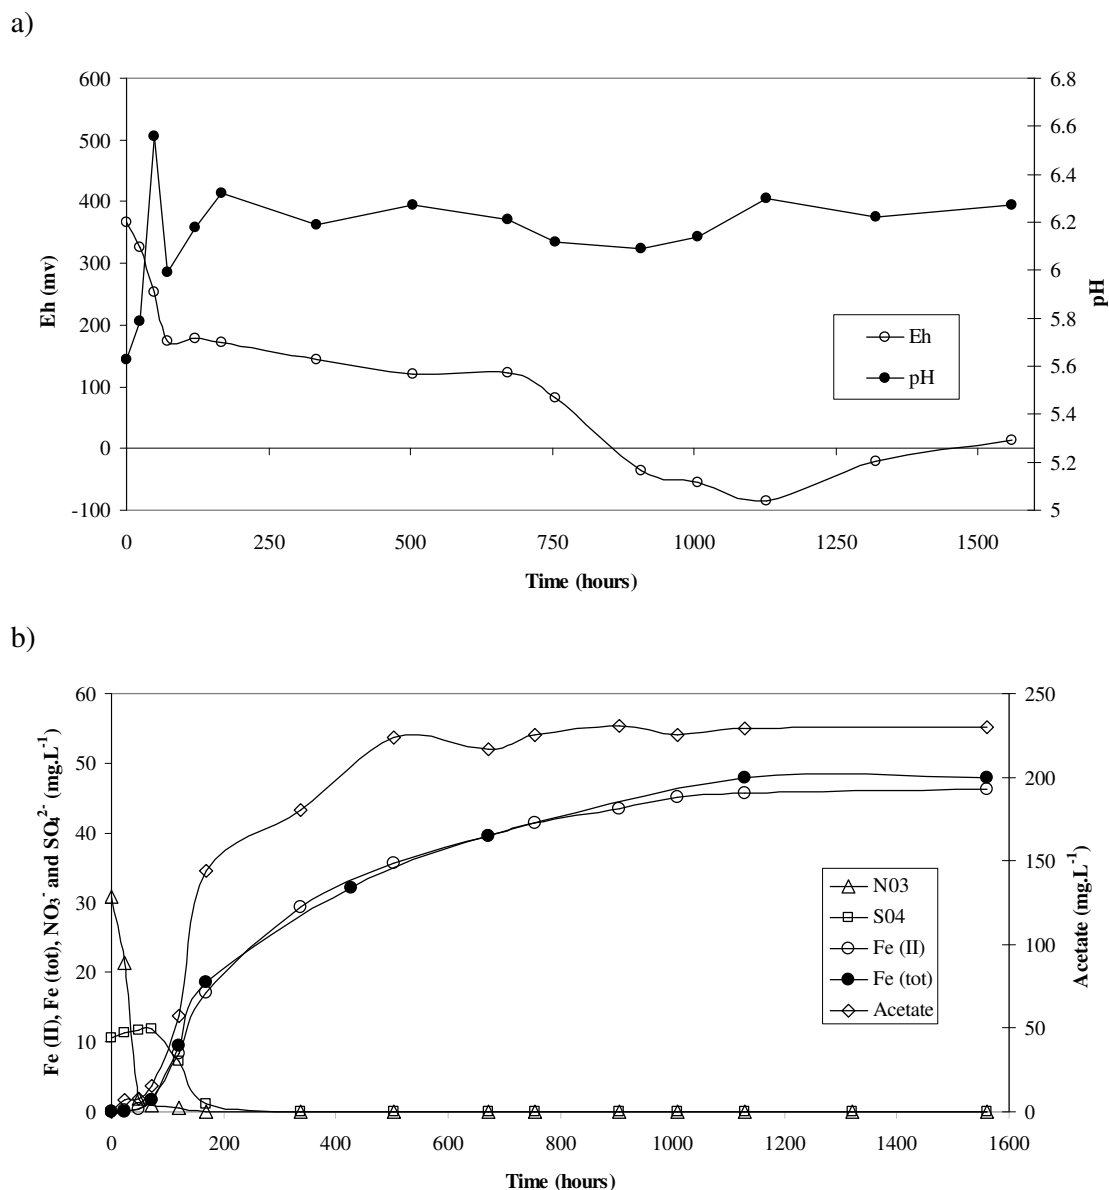 a)
600
500
400
300
200
100
0
-100
Eh (mv)
6.8
6.6
6.4
6.2
6
5.8
5.6
5.4
5.2
5
pH
Eh
pH
0 250 500 750 1000 1250 1500
Time (hours)
b)
60
50
40
30
20
10
0
Fe (II), Fe (tot), NO₃⁻ and SO₄²⁻ (mg.L⁻¹)
250
200
150
100
50
0
Acetate (mg.L⁻¹)
N03
S04
Fe (II)
Fe (tot)
Acetate
0 200 400 600 800 1000 1200 1400 1600
Time (hours)